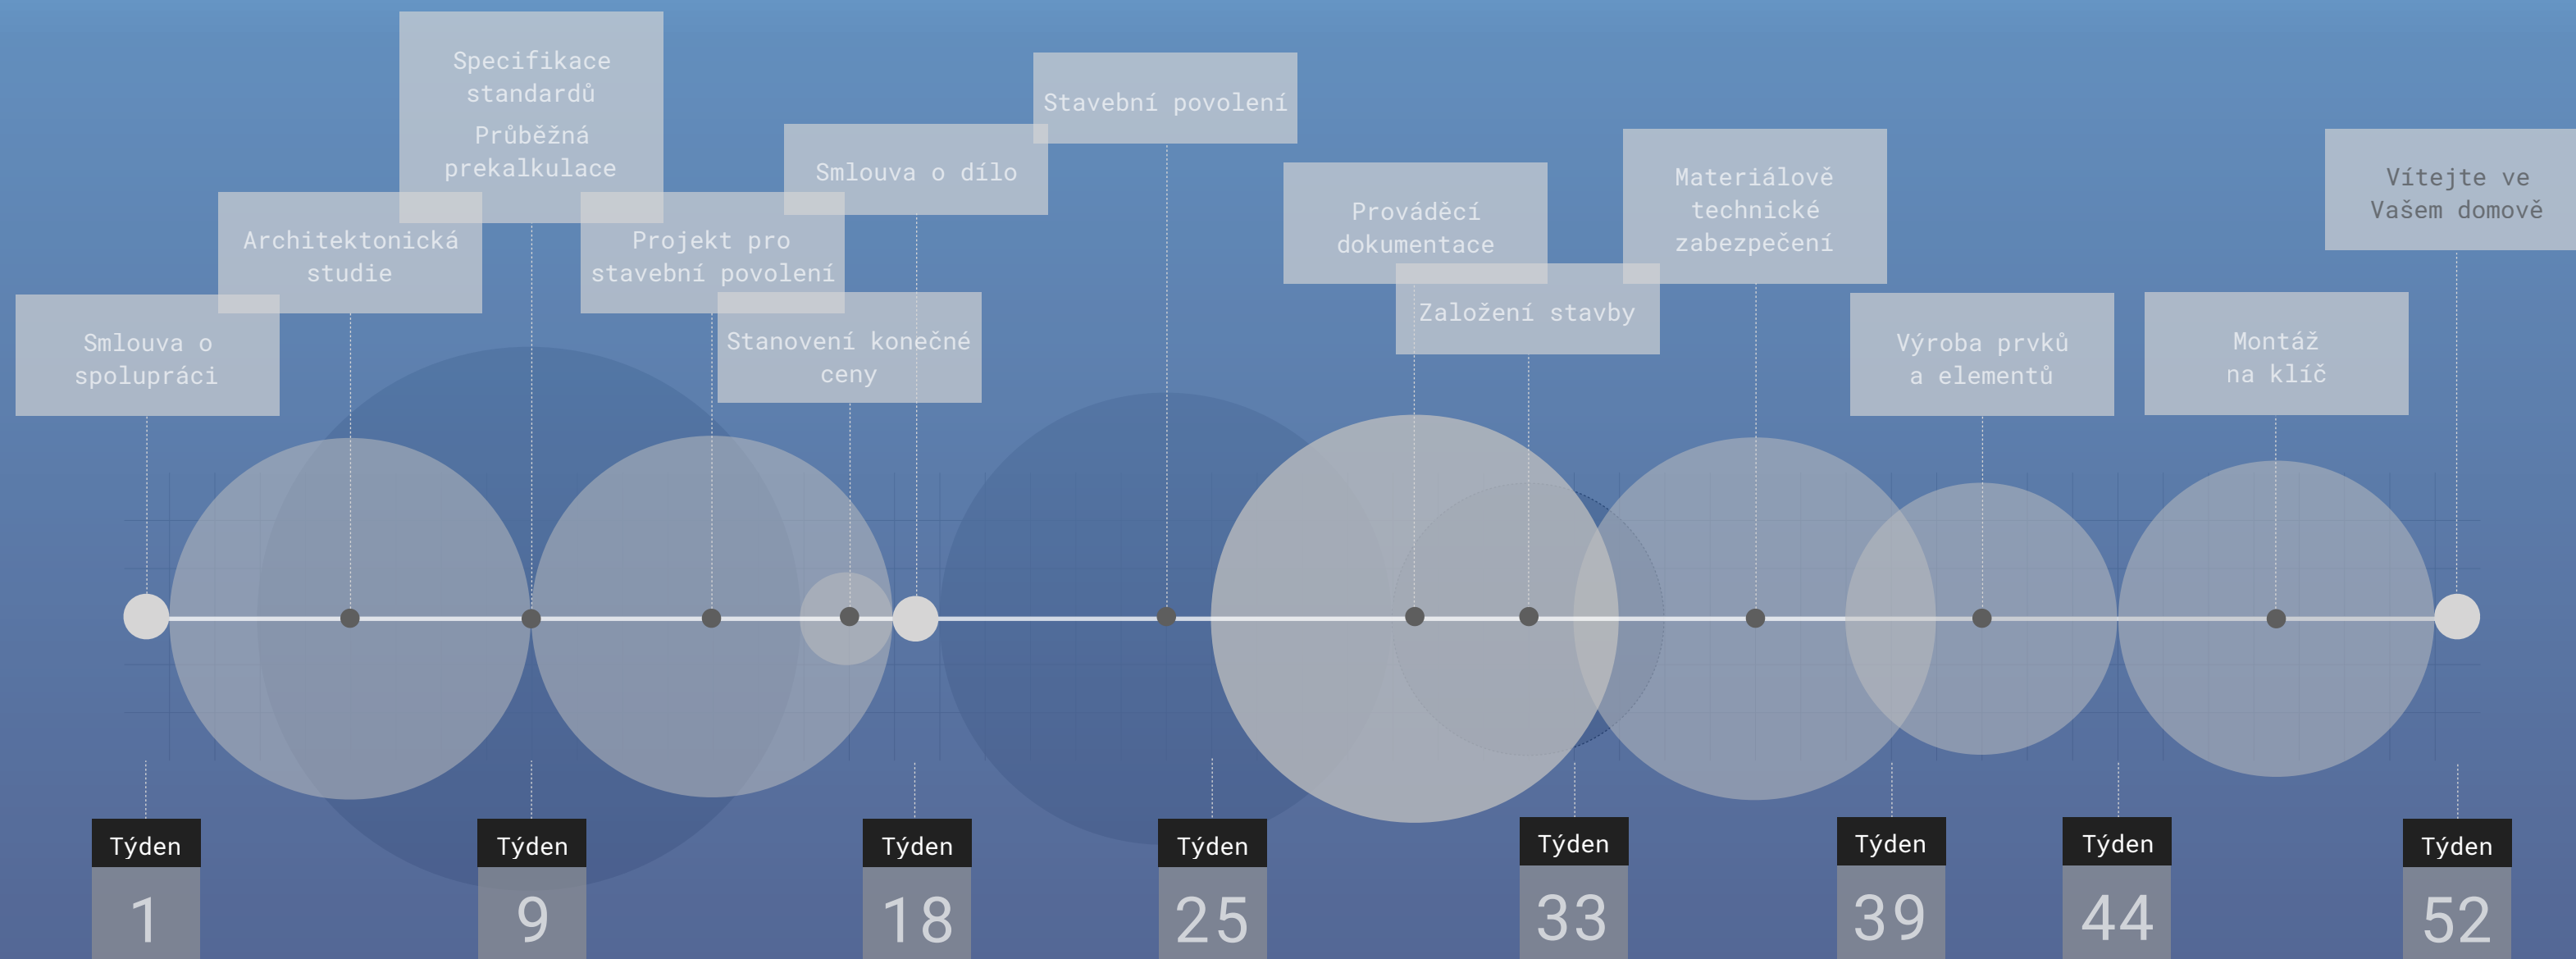 Smlouva o
spolupráci
Architektonická
studie
Specifikace
standardů
Průběžná
prekalkulace
Projekt pro
stavební povolení
Stanovení konečné
ceny
Smlouva o dílo
Stavební povolení
Prováděcí
dokumentace
Založení stavby
Materiálově
technické
zabezpečení
Výroba prvků
a elementů
Montáž
na klíč
Vítejte ve
Vašem domově
Týden
1
Týden
9
Týden
18
Týden
25
Týden
33
Týden
39
Týden
44
Týden
52